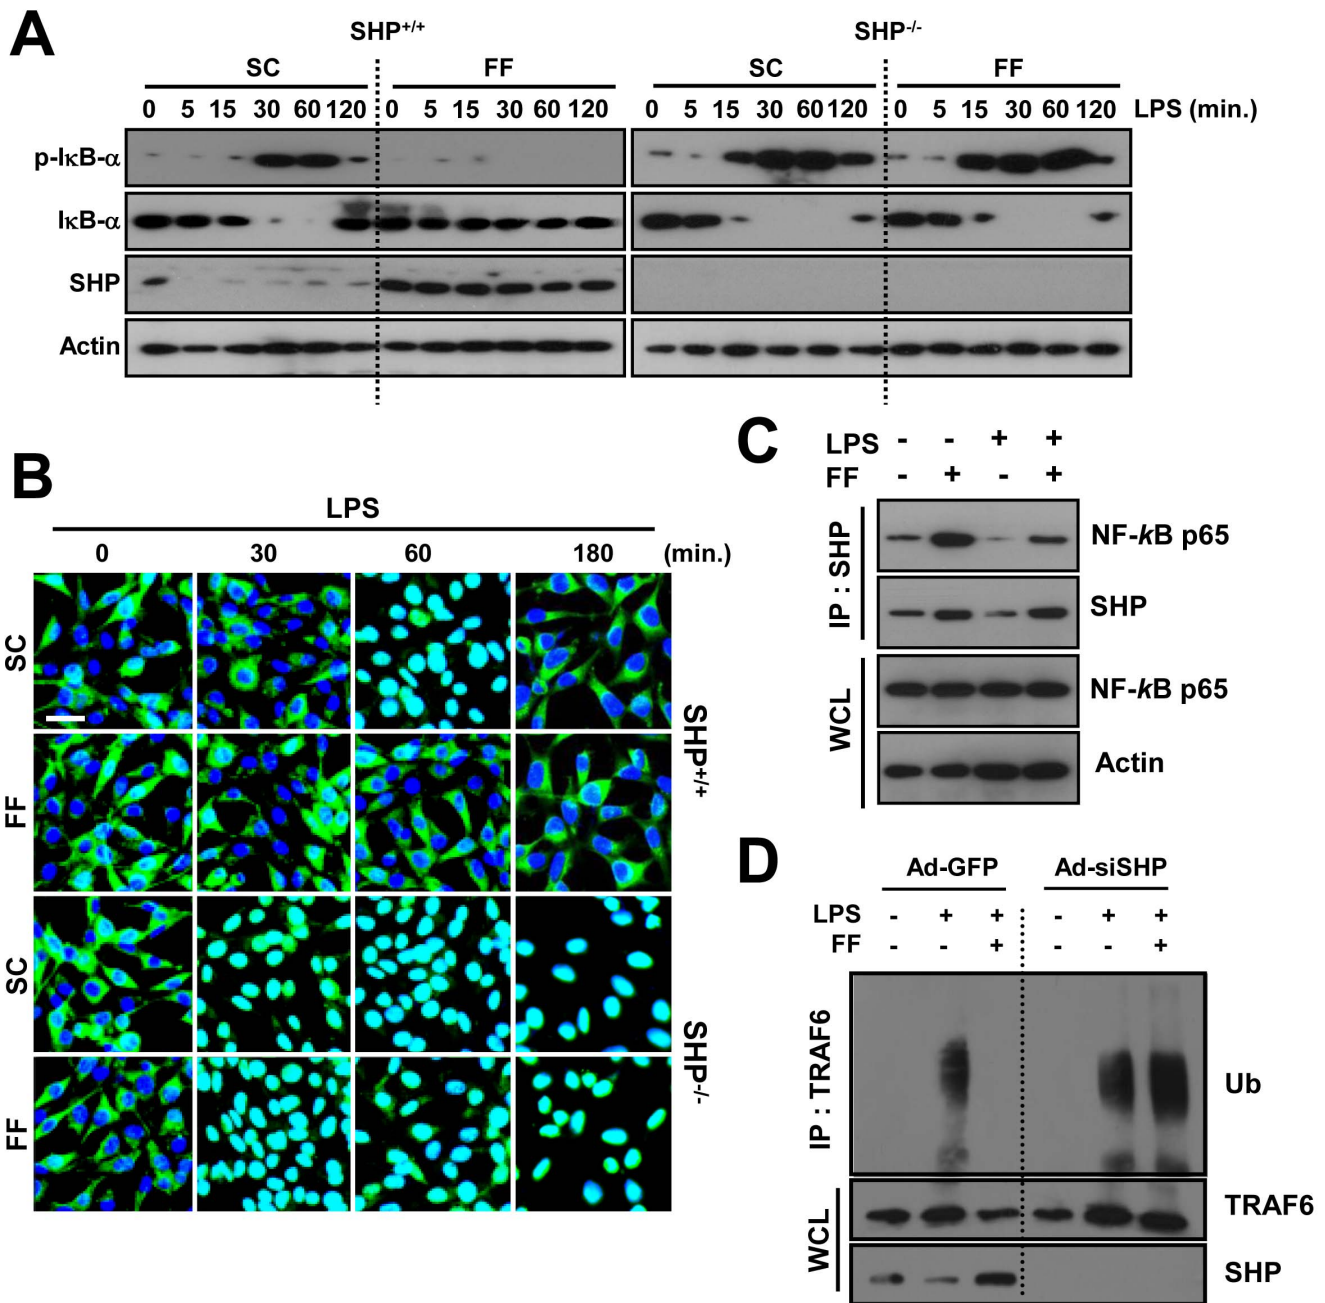 A
SHP+/+ SHP-/-
SC FF SC FF
0 5 15 30 60 120 0 5 15 30 60 120 0 5 15 30 60 120 0 5 15 30 60 120 LPS (min.)
p-IκB-α
IκB-α
SHP
Actin
B
LPS
0 30 60 180 (min.)
SC
FF
SHP+/+
SC
FF
SHP-/-
C
LPS - - + +
FF - + - +
IP : SHP
NF-kB p65
SHP
WCL
NF-kB p65
Actin
D
Ad-GFP Ad-siSHP
LPS - + + - + +
FF - - + - - +
IP : TRAF6
Ub
WCL
TRAF6
SHP